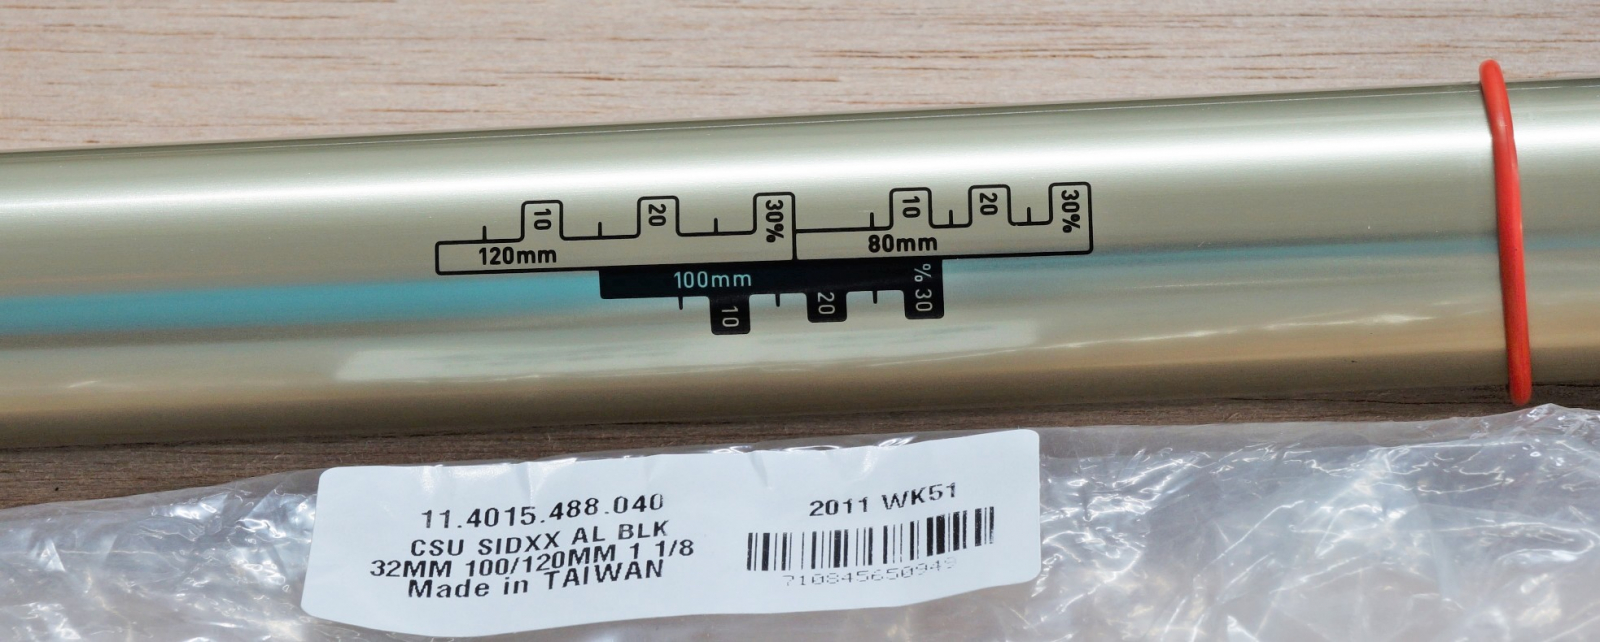 10 20 30% 10 20 30%
120mm 80mm
100mm % 30
10 20
11.4015.488.040
CSU SIDXX AL BLK
32MM 100/120MM 1 1/8
Made in TAIWAN
2011 WK51
710845650949